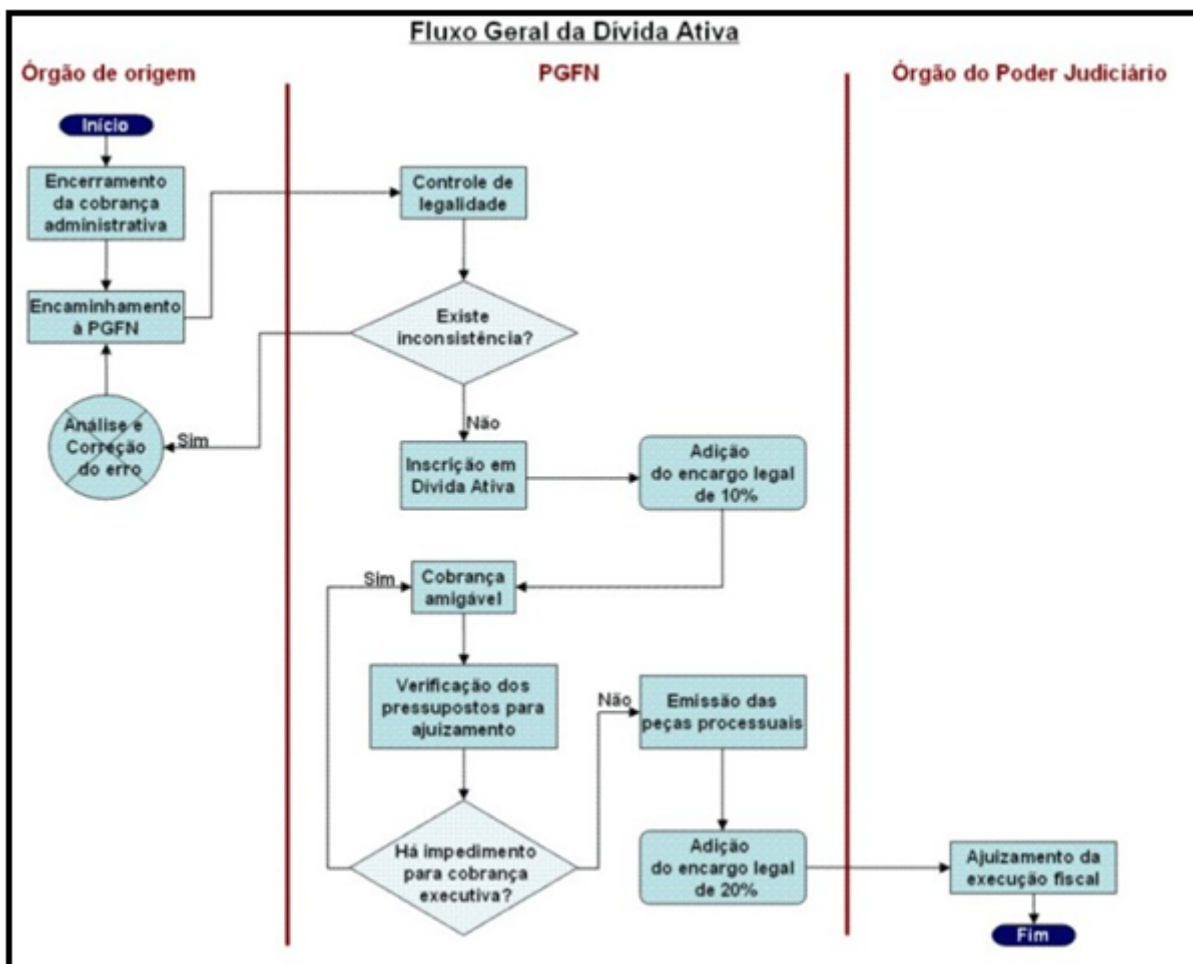 Fluxo Geral da Dívida Ativa
Órgão de origem
PGFN
Órgão do Poder Judiciário
Início
Encerramento
da cobrança
administrativa
Controle de
legalidade
Encaminhamento
à PGFN
Existe
inconsistência?
Análise e
Correção
do erro
Sim
Não
Inscrição em
Dívida Ativa
Adição
do encargo legal
de 10%
Sim
Cobrança
amigável
Verificação dos
pressupostos para
ajuizamento
Não
Emissão das
peças processuais
Há impedimento
para cobrança
executiva?
Adição
do encargo legal
de 20%
Ajuizamento da
execução fiscal
Fim